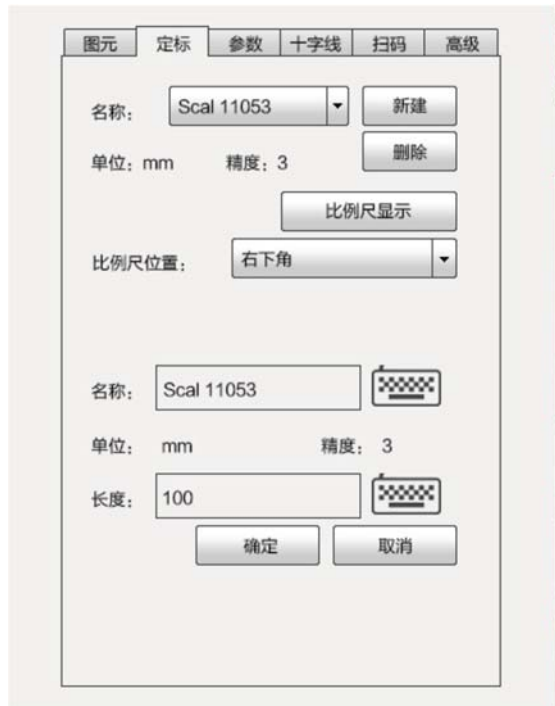 图元 定标 参数 十字线 扫码 高级
名称： Scal 11053 新建
单位：mm 精度：3 删除
比例尺显示
比例尺位置： 右下角
名称： Scal 11053
单位： mm 精度： 3
长度： 100
确定 取消